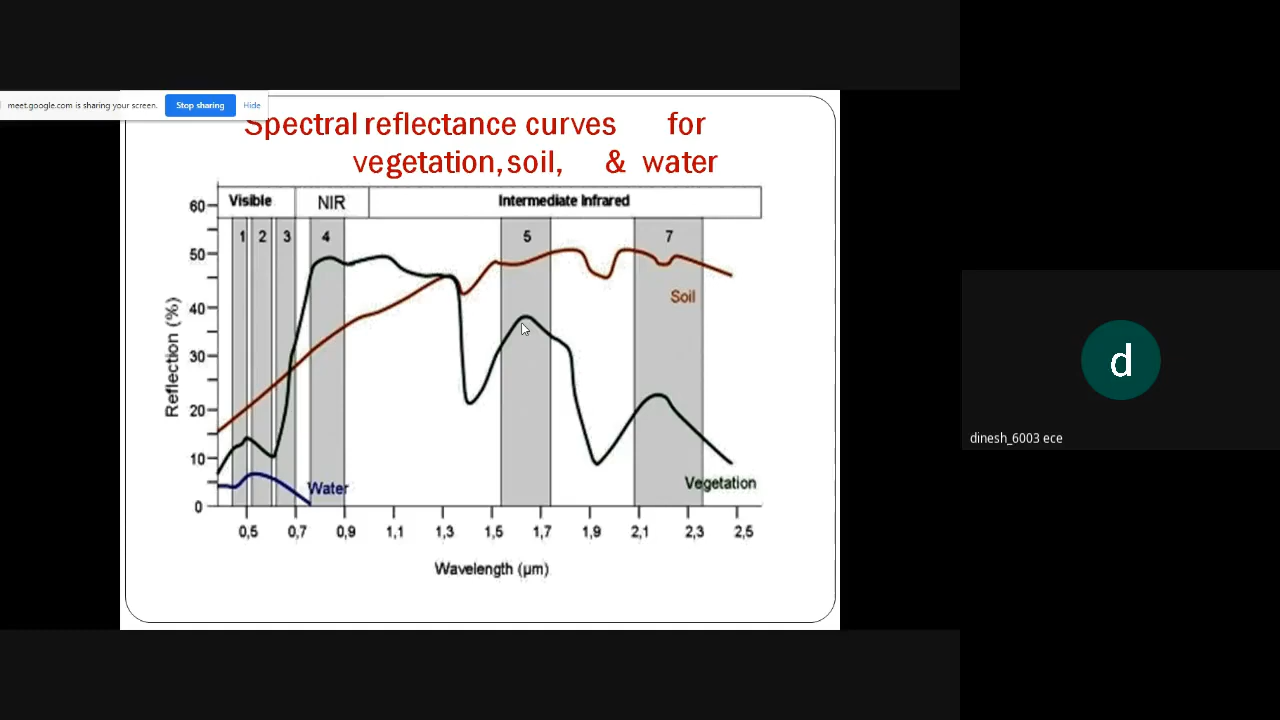 meet.google.com is sharing your screen. Stop sharing Hide
Spectral reflectance curves for
vegetation, soil, & water
Visible NIR Intermediate Infrared
1 2 3 4 5 7
60
50
40
30
20
10
0
Reflection (%)
Soil
Water
Vegetation
0,5 0,7 0,9 1,1 1,3 1,5 1,7 1,9 2,1 2,3 2,5
Wavelength (µm)
d
dinesh_6003 ece